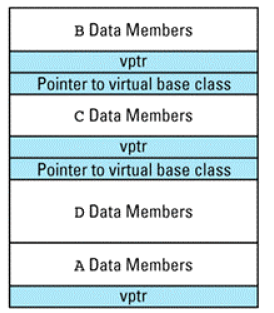 B Data Members
vptr
Pointer to virtual base class
C Data Members
vptr
Pointer to virtual base class
D Data Members
A Data Members
vptr